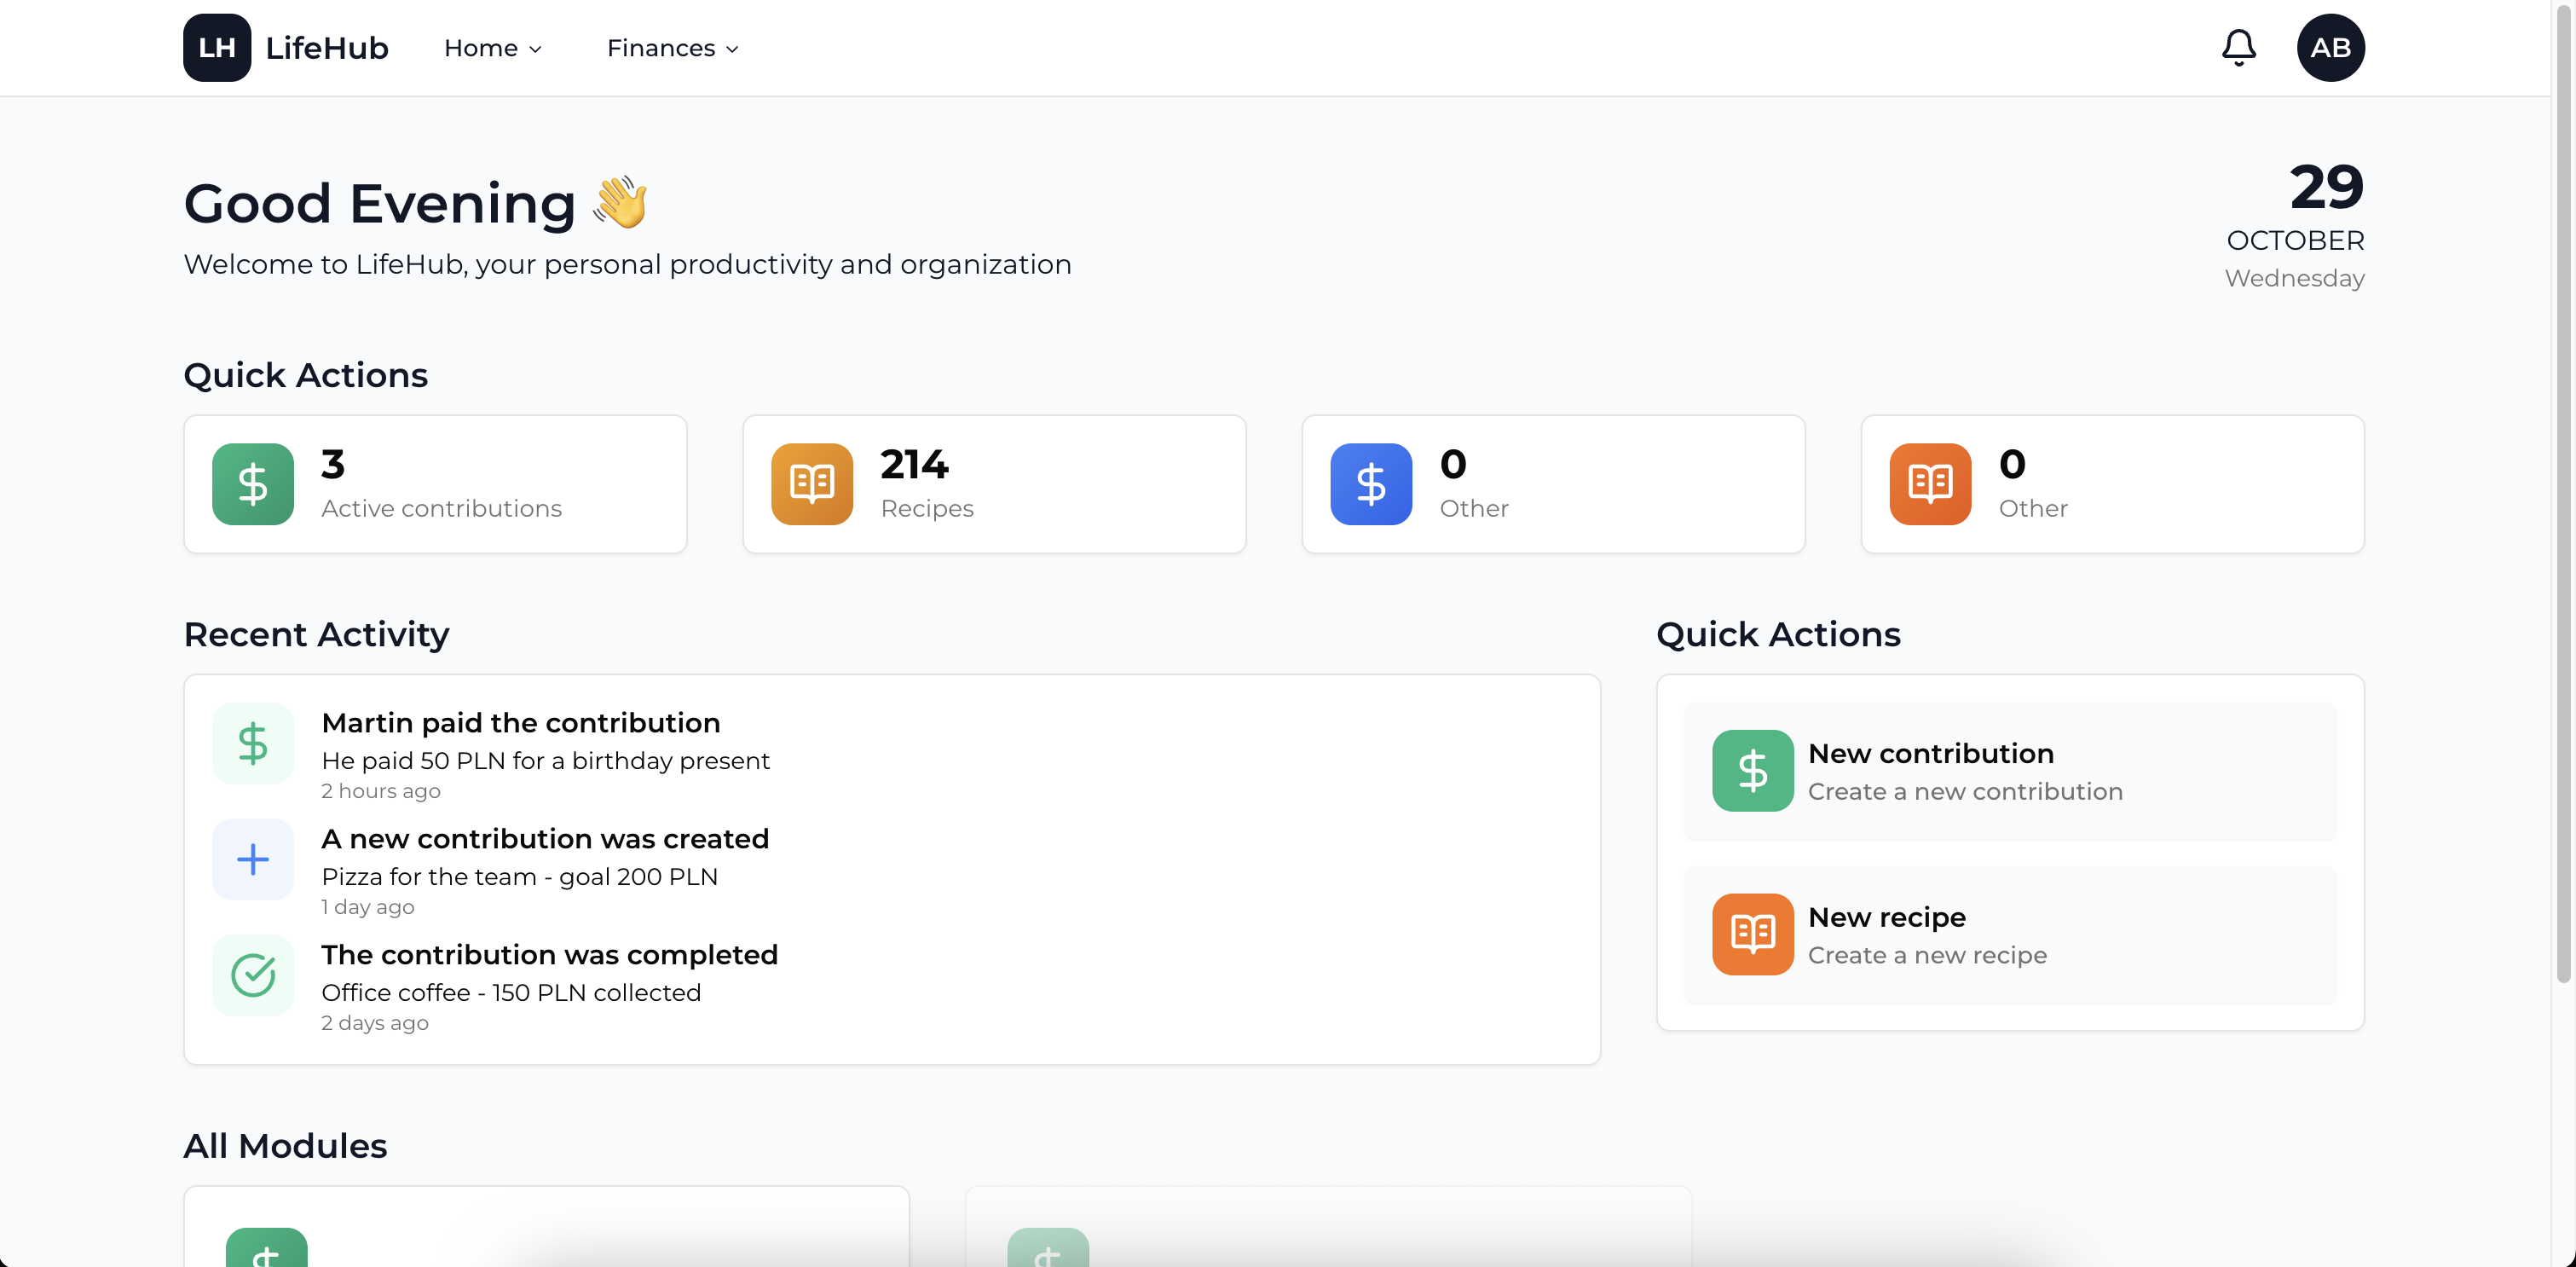 LH LifeHub Home Finances AB
Good Evening 👋
Welcome to LifeHub, your personal productivity and organization
29
OCTOBER
Wednesday
Quick Actions
3
Active contributions
214
Recipes
0
Other
0
Other
Recent Activity
Martin paid the contribution
He paid 50 PLN for a birthday present
2 hours ago
A new contribution was created
Pizza for the team - goal 200 PLN
1 day ago
The contribution was completed
Office coffee - 150 PLN collected
2 days ago
Quick Actions
New contribution
Create a new contribution
New recipe
Create a new recipe
All Modules